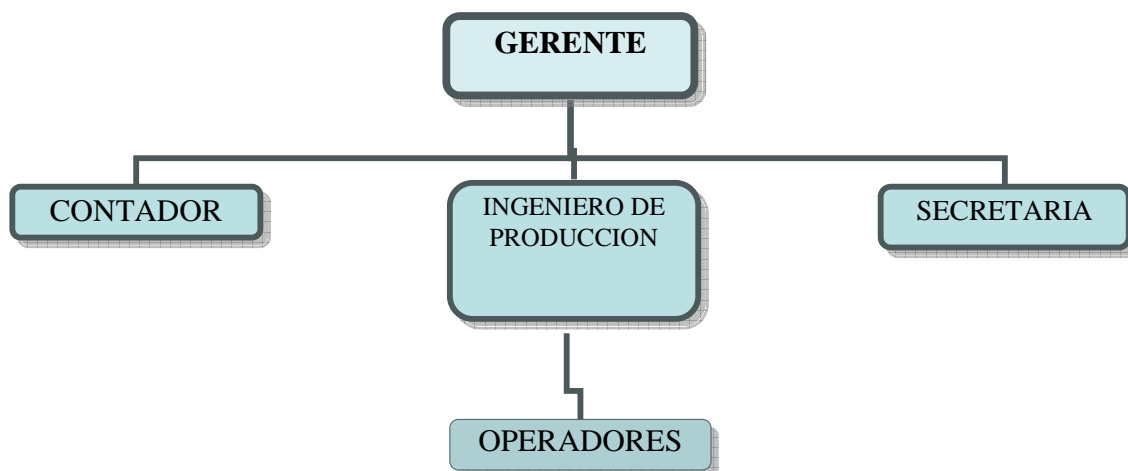 GERENTE
CONTADOR
INGENIERO DE
PRODUCCION
SECRETARIA
OPERADORES